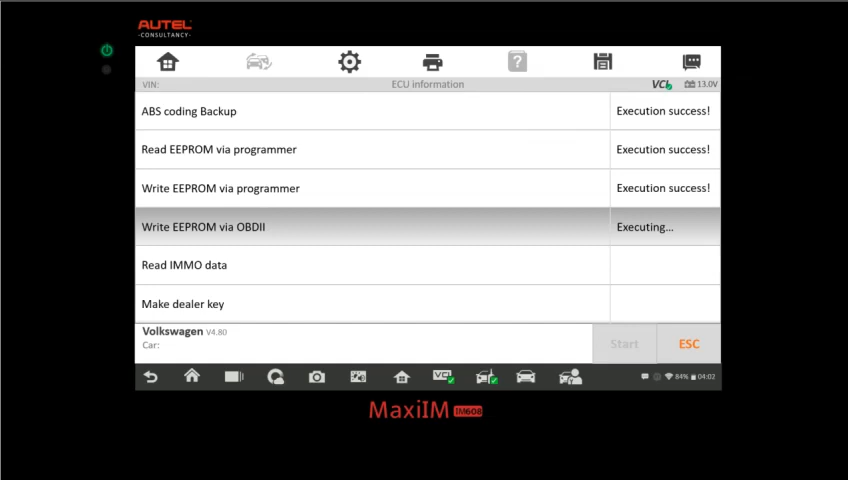 AUTEL
-CONSULTANCY-
?
VIN:
ECU information
VCI
13.0V
ABS coding Backup
Execution success!
Read EEPROM via programmer
Execution success!
Write EEPROM via programmer
Execution success!
Write EEPROM via OBDII
Executing...
Read IMMO data
Make dealer key
Volkswagen V4.80
Car:
Start
ESC
VCI
84%
04:02
MaxiIM IM608